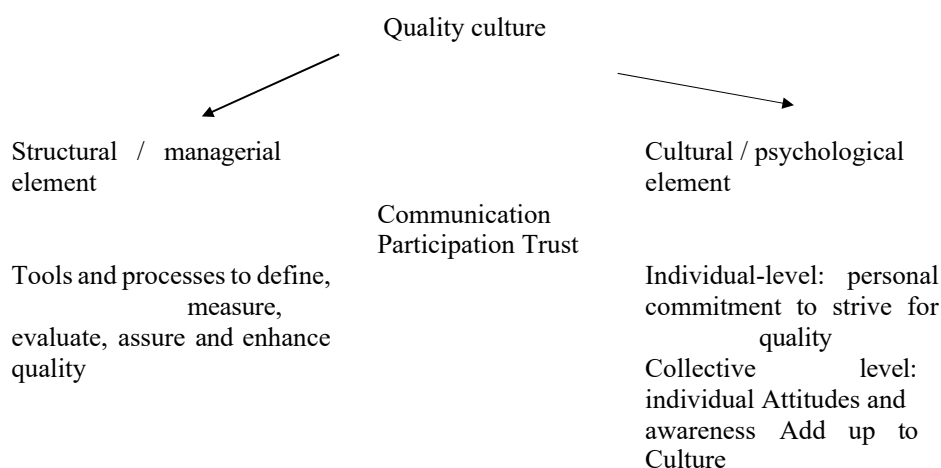 Quality culture
Structural / managerial
element
Communication
Participation Trust
Tools and processes to define,
measure,
evaluate, assure and enhance
quality
Cultural / psychological
element
Individual-level: personal
commitment to strive for
quality
Collective level:
individual Attitudes and
awareness Add up to
Culture